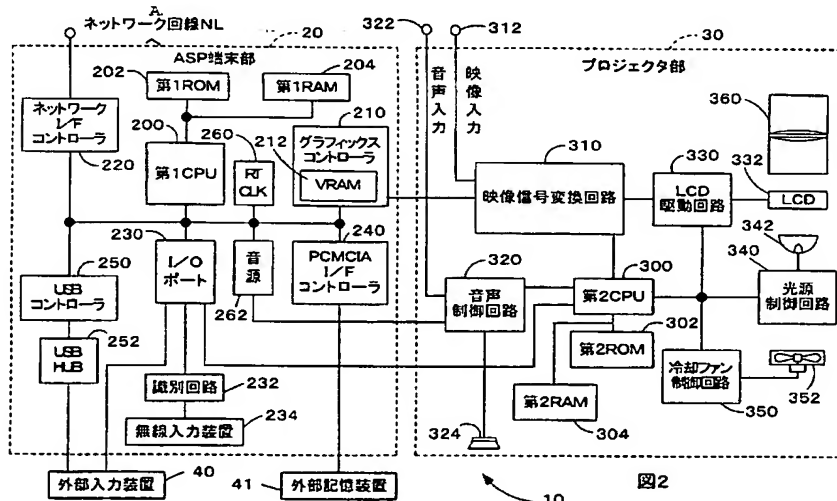 A
ネットワーク回線NL
322
312
20
30
ASP端末部
プロジェクタ部
202
第1ROM
204
第1RAM
音声入力
映像入力
360
ネットワーク
I/F
コントローラ
220
200
第1CPU
260
RT
CLK
210
212
グラフィックス
コントローラ
VRAM
310
映像信号変換回路
330
LCD
駆動回路
332
LCD
342
230
I/O
ポート
音源
262
240
PCMCIA
I/F
コントローラ
320
音声
制御回路
300
第2CPU
340
光源
制御回路
250
USB
コントローラ
252
USB
HUB
302
第2ROM
冷却ファン
制御回路
350
352
識別回路
232
無線入力装置
234
第2RAM
304
324
外部入力装置
40
41
外部記憶装置
10
図2